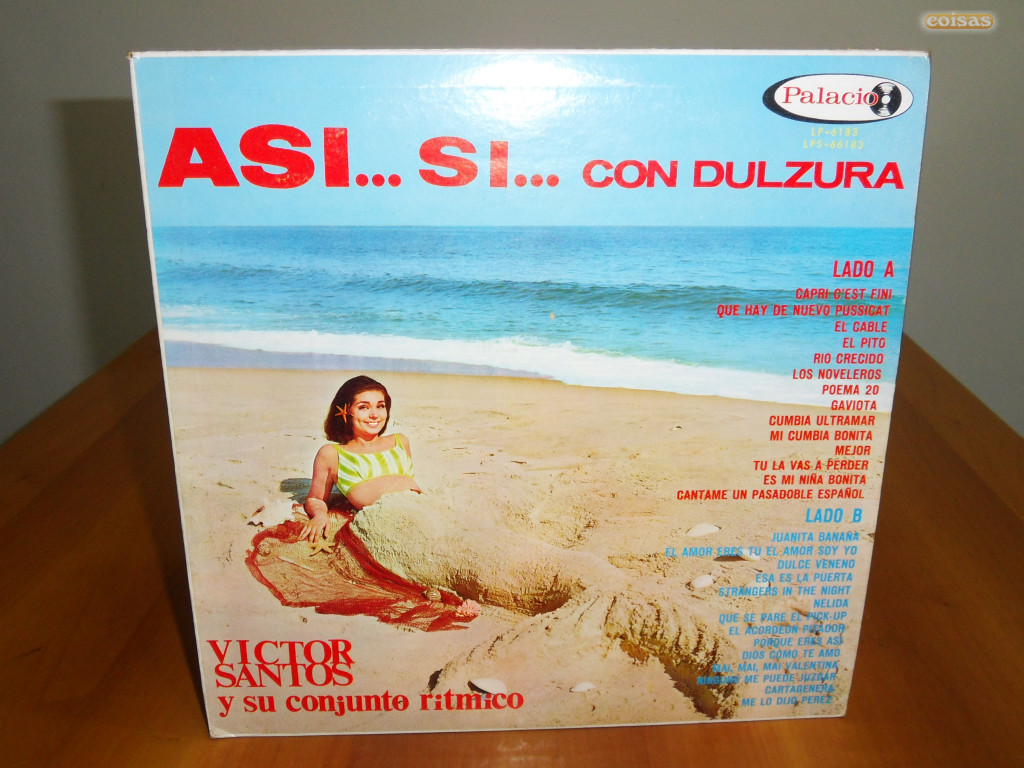 coisas
Palacio
LP-6183
LPS-66183
ASI... SI... CON DULZURA
LADO A
CAPRI C'EST FINI
QUE HAY DE NUEVO PUSSICAT
EL CABLE
EL PITO
RIO CRECIDO
LOS NOVELEROS
POEMA 20
GAVIOTA
CUMBIA ULTRAMAR
MI CUMBIA BONITA
MEJOR
TU LA VAS A PERDER
ES MI NIÑA BONITA
CANTAME UN PASADOBLE ESPAÑOL
LADO B
JUANITA BANAÑA
EL AMOR ERES TU EL AMOR SOY YO
DULCE VENENO
ESA ES LA PUERTA
STRANGERS IN THE NIGHT
NELIDA
QUE SE PARE EL PICK-UP
EL ACORDEON PITADOR
PORQUE ERES ASI
DIOS COMO TE AMO
MAI, MAI, MAI VALENTINA
NINGUNO ME PUEDE JUZGAR
CARTAGENERA
ME LO DIJO PEREZ
VICTOR
SANTOS
y su conjunto ritmico